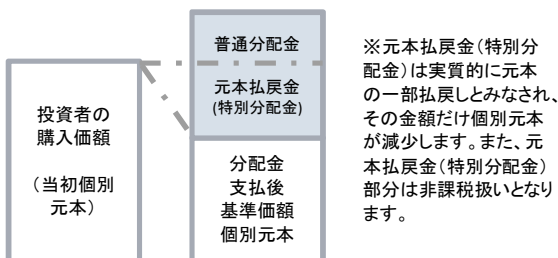 普通分配金
元本払戻金
(特別分配金)
投資者の
購入価額
(当初個別
元本)
分配金
支払後
基準価額
個別元本
※元本払戻金(特別分
配金)は実質的に元本
の一部払戻しとみなされ、
その金額だけ個別元本
が減少します。また、元
本払戻金(特別分配金)
部分は非課税扱いとなり
ます。